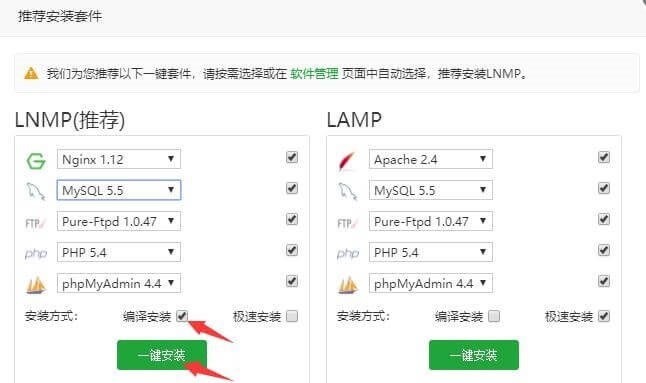 推荐安装套件
我们为您推荐以下一键套件，请按需选择或在 软件管理 页面中自动选择，推荐安装LNMP。
LNMP(推荐)
Nginx 1.12
MySQL 5.5
FTP Pure-Ftpd 1.0.47
php PHP 5.4
phpMyAdmin 4.4
安装方式： 编译安装 极速安装
一键安装
LAMP
Apache 2.4
MySQL 5.5
FTP Pure-Ftpd 1.0.47
php PHP 5.4
phpMyAdmin 4.4
安装方式： 编译安装 极速安装
一键安装